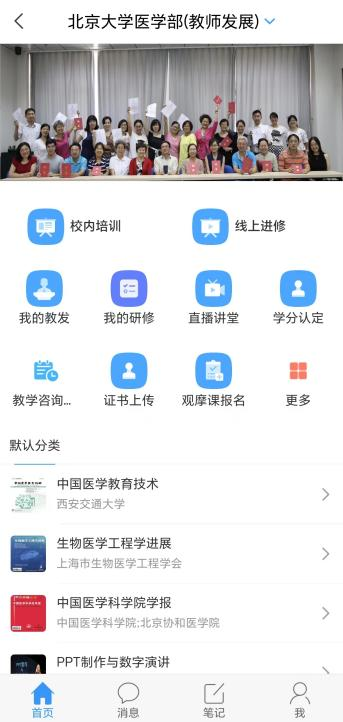 北京大学医学部(教师发展)
校内培训
线上进修
我的教发
我的研修
直播讲堂
学分认定
教学咨询...
证书上传
观摩课报名
更多
默认分类
中国医学教育技术
西安交通大学
生物医学工程学进展
上海市生物医学工程学会
中国医学科学院学报
中国医学科学院;北京协和医学院
PPT制作与数字演讲
首页
消息
笔记
我